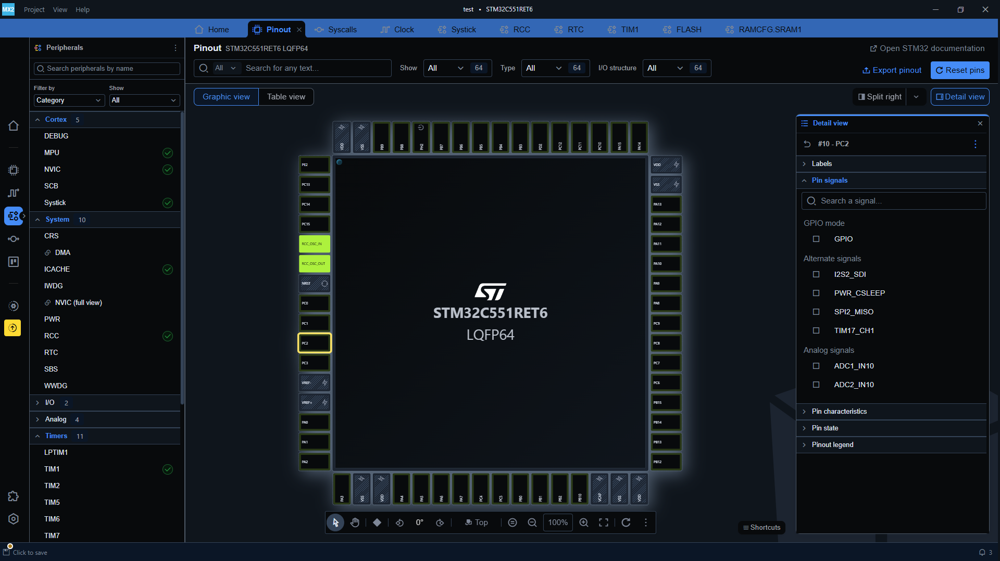 MX2 Project View Help test • STM32C551RET6
Home Pinout Syscalls Clock Systick RCC RTC TIM1 FLASH RAMCFG.SRAM1
Peripherals
Search peripherals by name
Filter by Show
Category All
Cortex 5
DEBUG
MPU
NVIC
SCB
Systick
System 10
CRS
DMA
ICACHE
IWDG
NVIC (full view)
PWR
RCC
RTC
SBS
WWDG
I/O 2
Analog 4
Timers 11
LPTIM1
TIM1
TIM2
TIM5
TIM6
TIM7
Pinout STM32C551RET6 LQFP64
Open STM32 documentation
All Search for any text... Show All 64 Type All 64 I/O structure All 64
Export pinout Reset pins
Graphic view Table view
Split right Detail view
VDD VSS PB9 PB8 PH2 PB7 PB6 PB5 PB4 PB3 PD2 PC12 PC11 PC10 PA15 PA14
PE2
PC13
PC14
PC15
RCC_OSC_IN
RCC_OSC_OUT
NRST
PC0
PC1
PC2
PC3
VREF-
VREF+
PA0
PA1
PA2
ST
STM32C551RET6
LQFP64
VDD
VSS
PA13
PA12
PA11
PA10
PA9
PA8
PC9
PC8
PC7
PC6
PB15
PB14
PB13
PB12
PA3 VSS VDD PA4 PA5 PA6 PA7 PC4 PC5 PB0 PB1 PB2 PB10 VCAP VSS VDD
0° Top 100%
Shortcuts
Detail view
#10 - PC2
Labels
Pin signals
Search a signal...
GPIO mode
GPIO
Alternate signals
I2S2_SDI
PWR_CSLEEP
SPI2_MISO
TIM17_CH1
Analog signals
ADC1_IN10
ADC2_IN10
Pin characteristics
Pin state
Pinout legend
Click to save
3